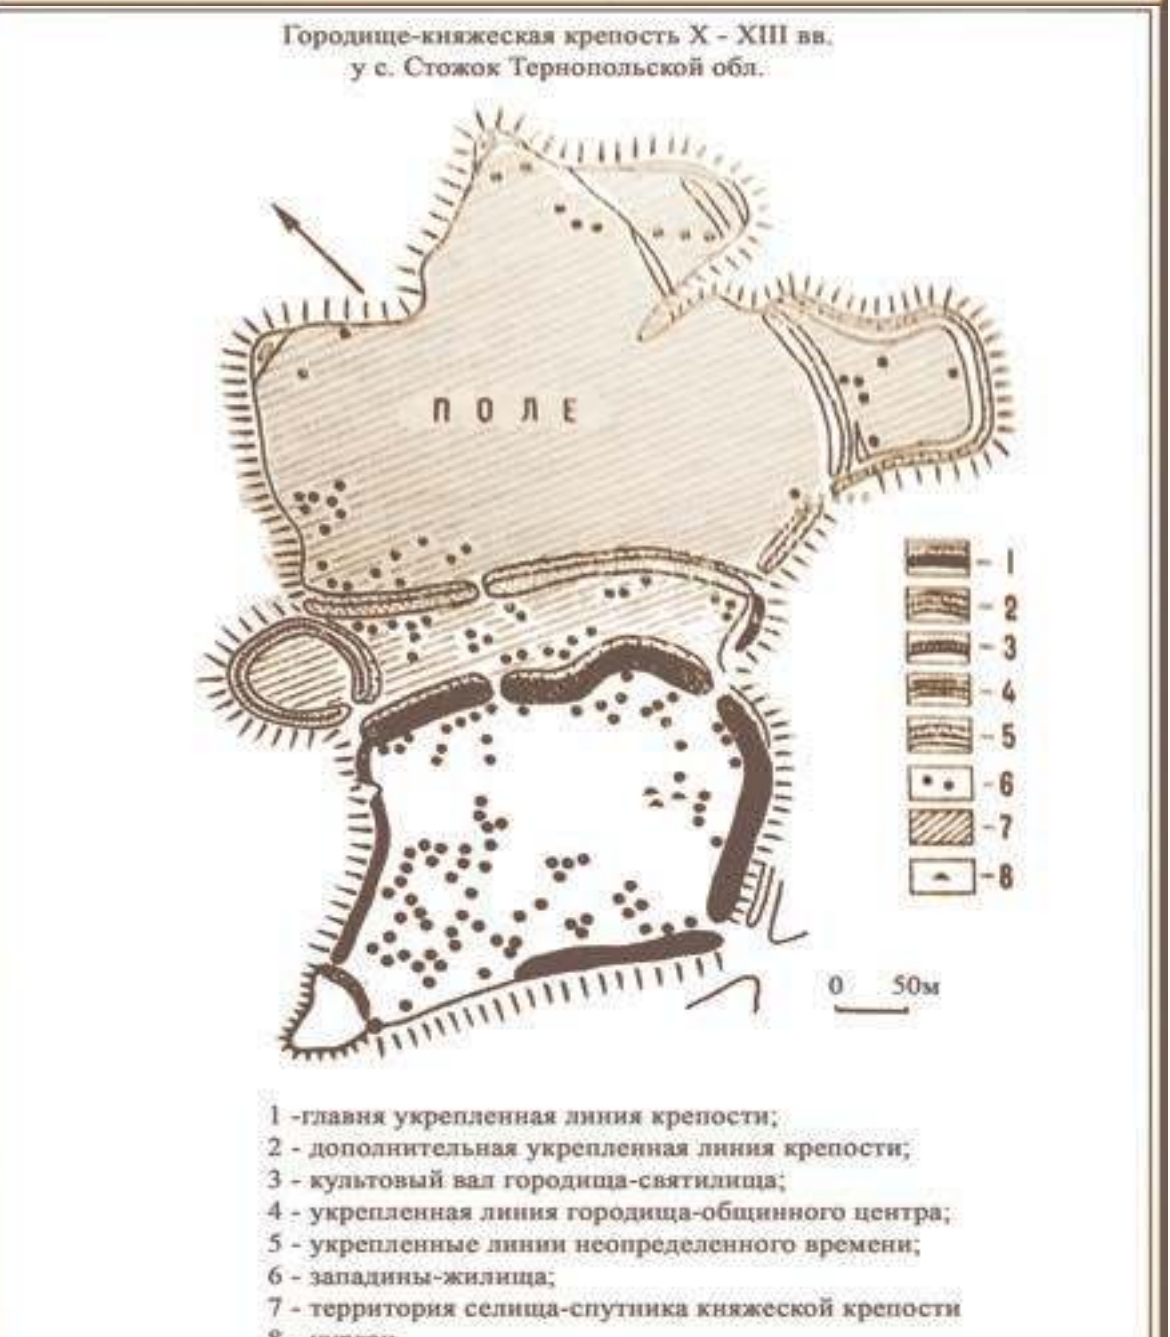 Городище-княжеская крепость X - XIII вв.
у с. Стожок Тернопольской обл.
ПОЛЕ
- 1
- 2
- 3
- 4
- 5
- 6
- 7
- 8
0 50м
1 -главня укрепленная линия крепости;
2 - дополнительная укрепленная линия крепости;
3 - культовый вал городища-святилища;
4 - укрепленная линия городища-общинного центра;
5 - укрепленные линии неопределенного времени;
6 - западины-жилища;
7 - территория селища-спутника княжеской крепости